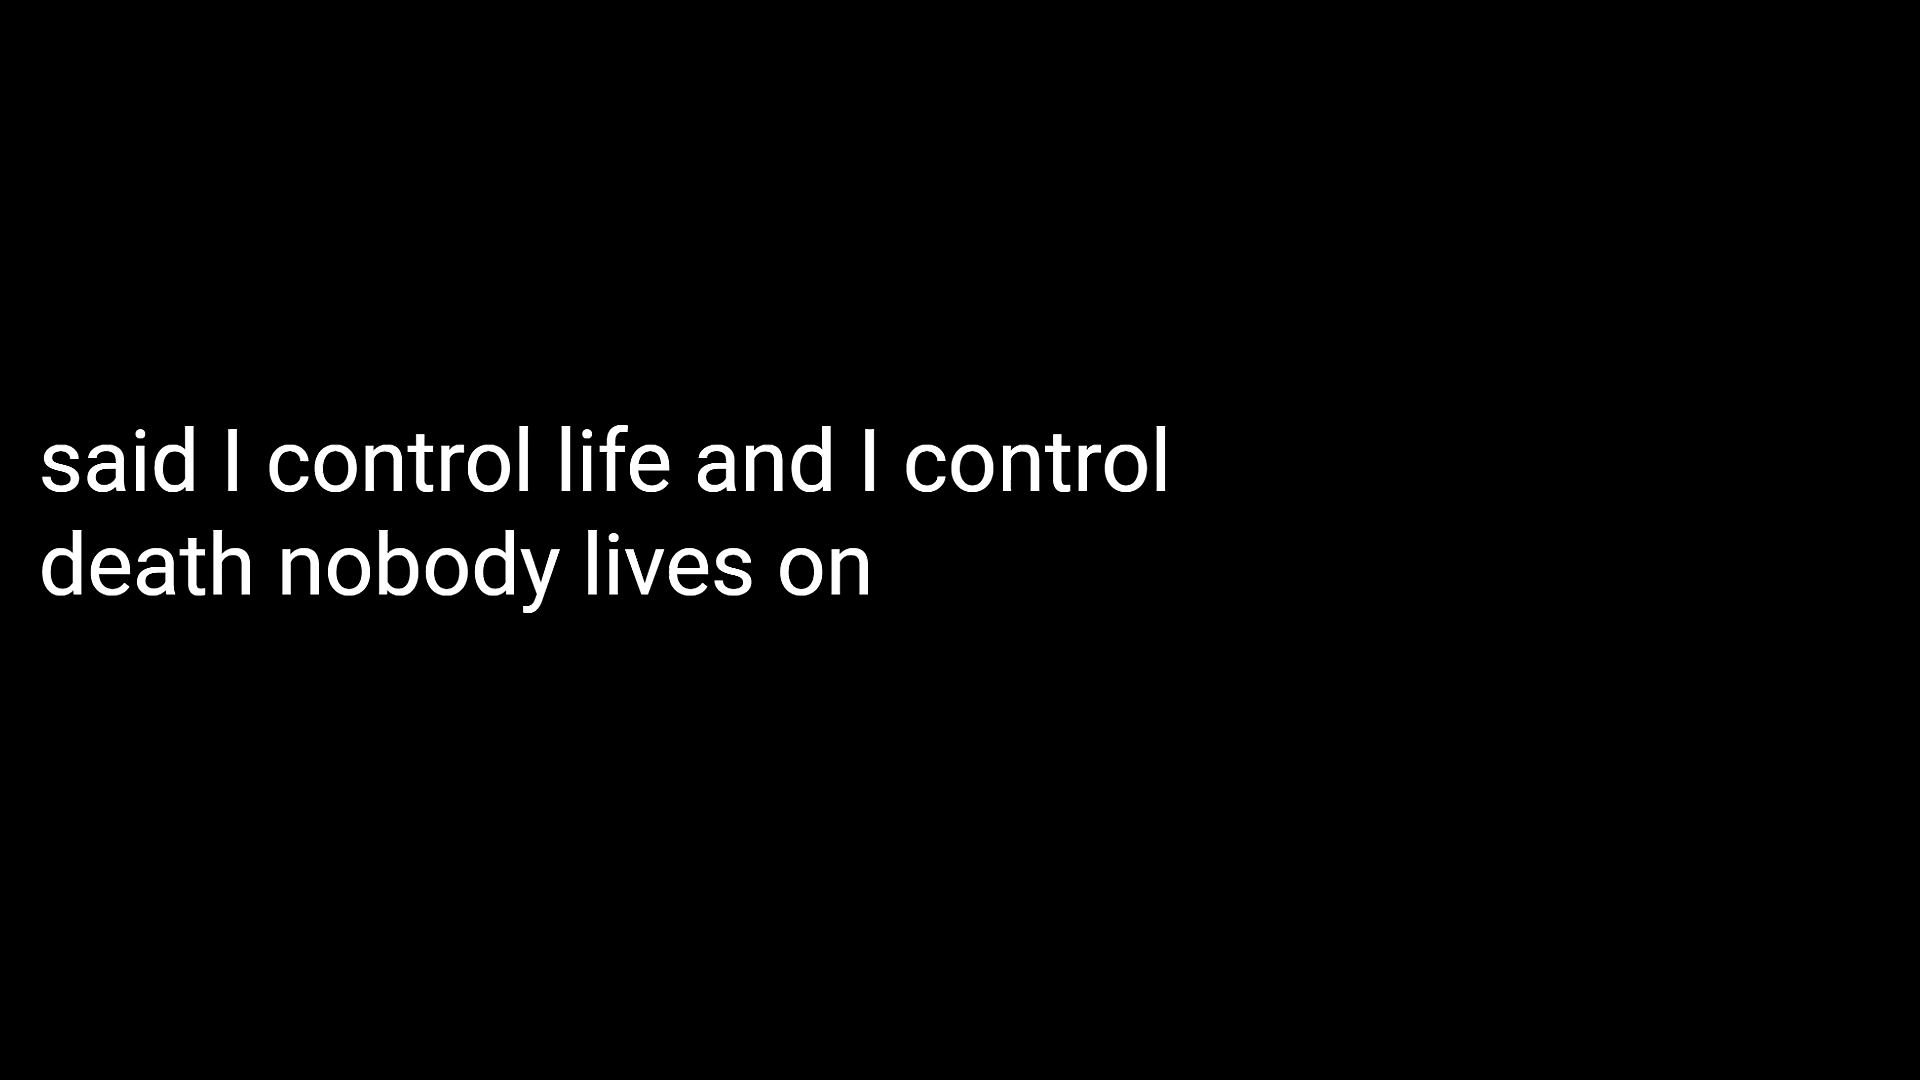 said I control life and I control
death nobody lives on